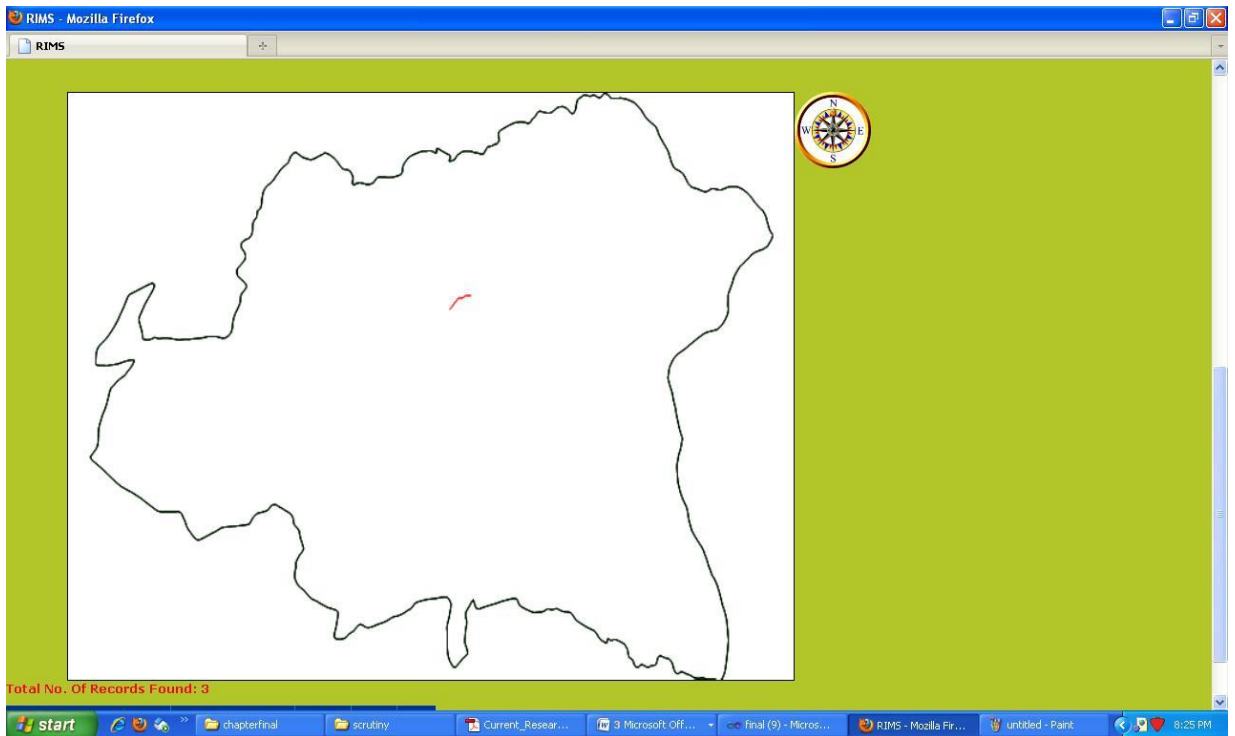 RIMS - Mozilla Firefox
RIMS
N
W E
S
Total No. Of Records Found: 3
start
chapterfinal
scrutiny
Current_Resear...
3 Microsoft Off...
final (9) - Micros...
RIMS - Mozilla Fir...
untitled - Paint
8:25 PM